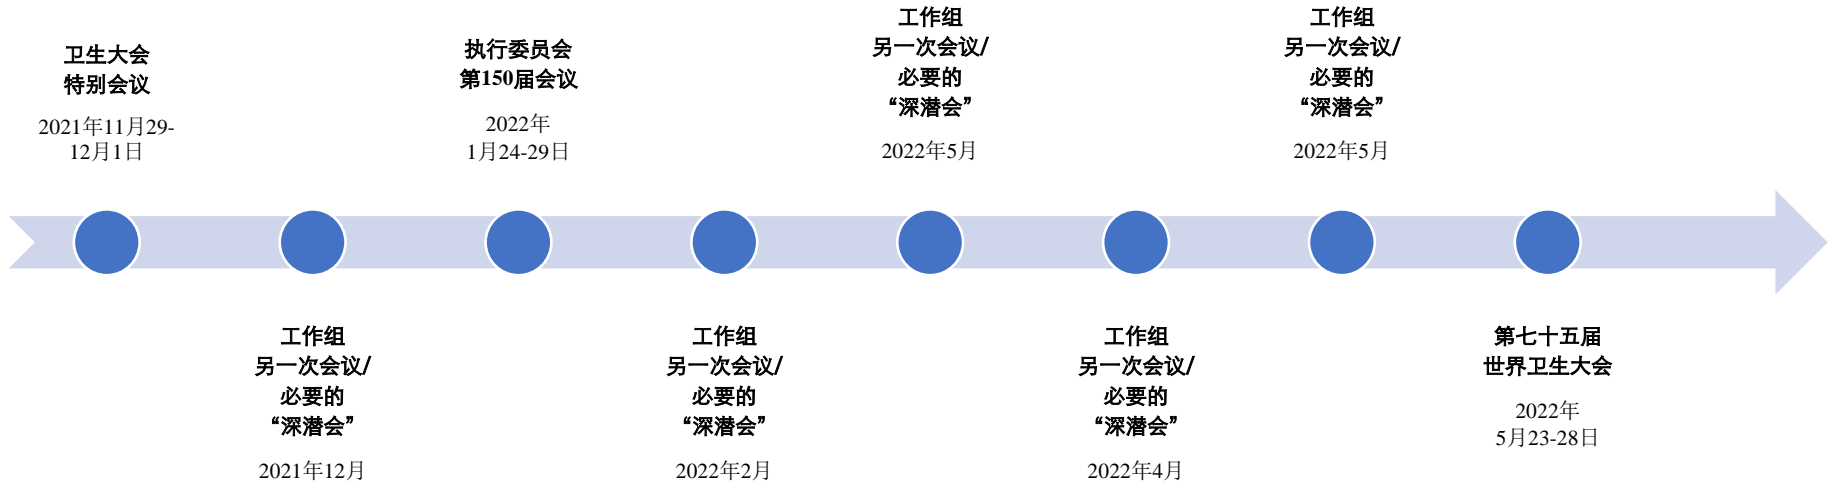 卫生大会
特别会议
2021年11月29-
12月1日
工作组
另一次会议/
必要的
“深潜会”
2021年12月
执行委员会
第150届会议
2022年
1月24-29日
工作组
另一次会议/
必要的
“深潜会”
2022年2月
工作组
另一次会议/
必要的
“深潜会”
2022年5月
工作组
另一次会议/
必要的
“深潜会”
2022年4月
工作组
另一次会议/
必要的
“深潜会”
2022年5月
第七十五届
世界卫生大会
2022年
5月23-28日